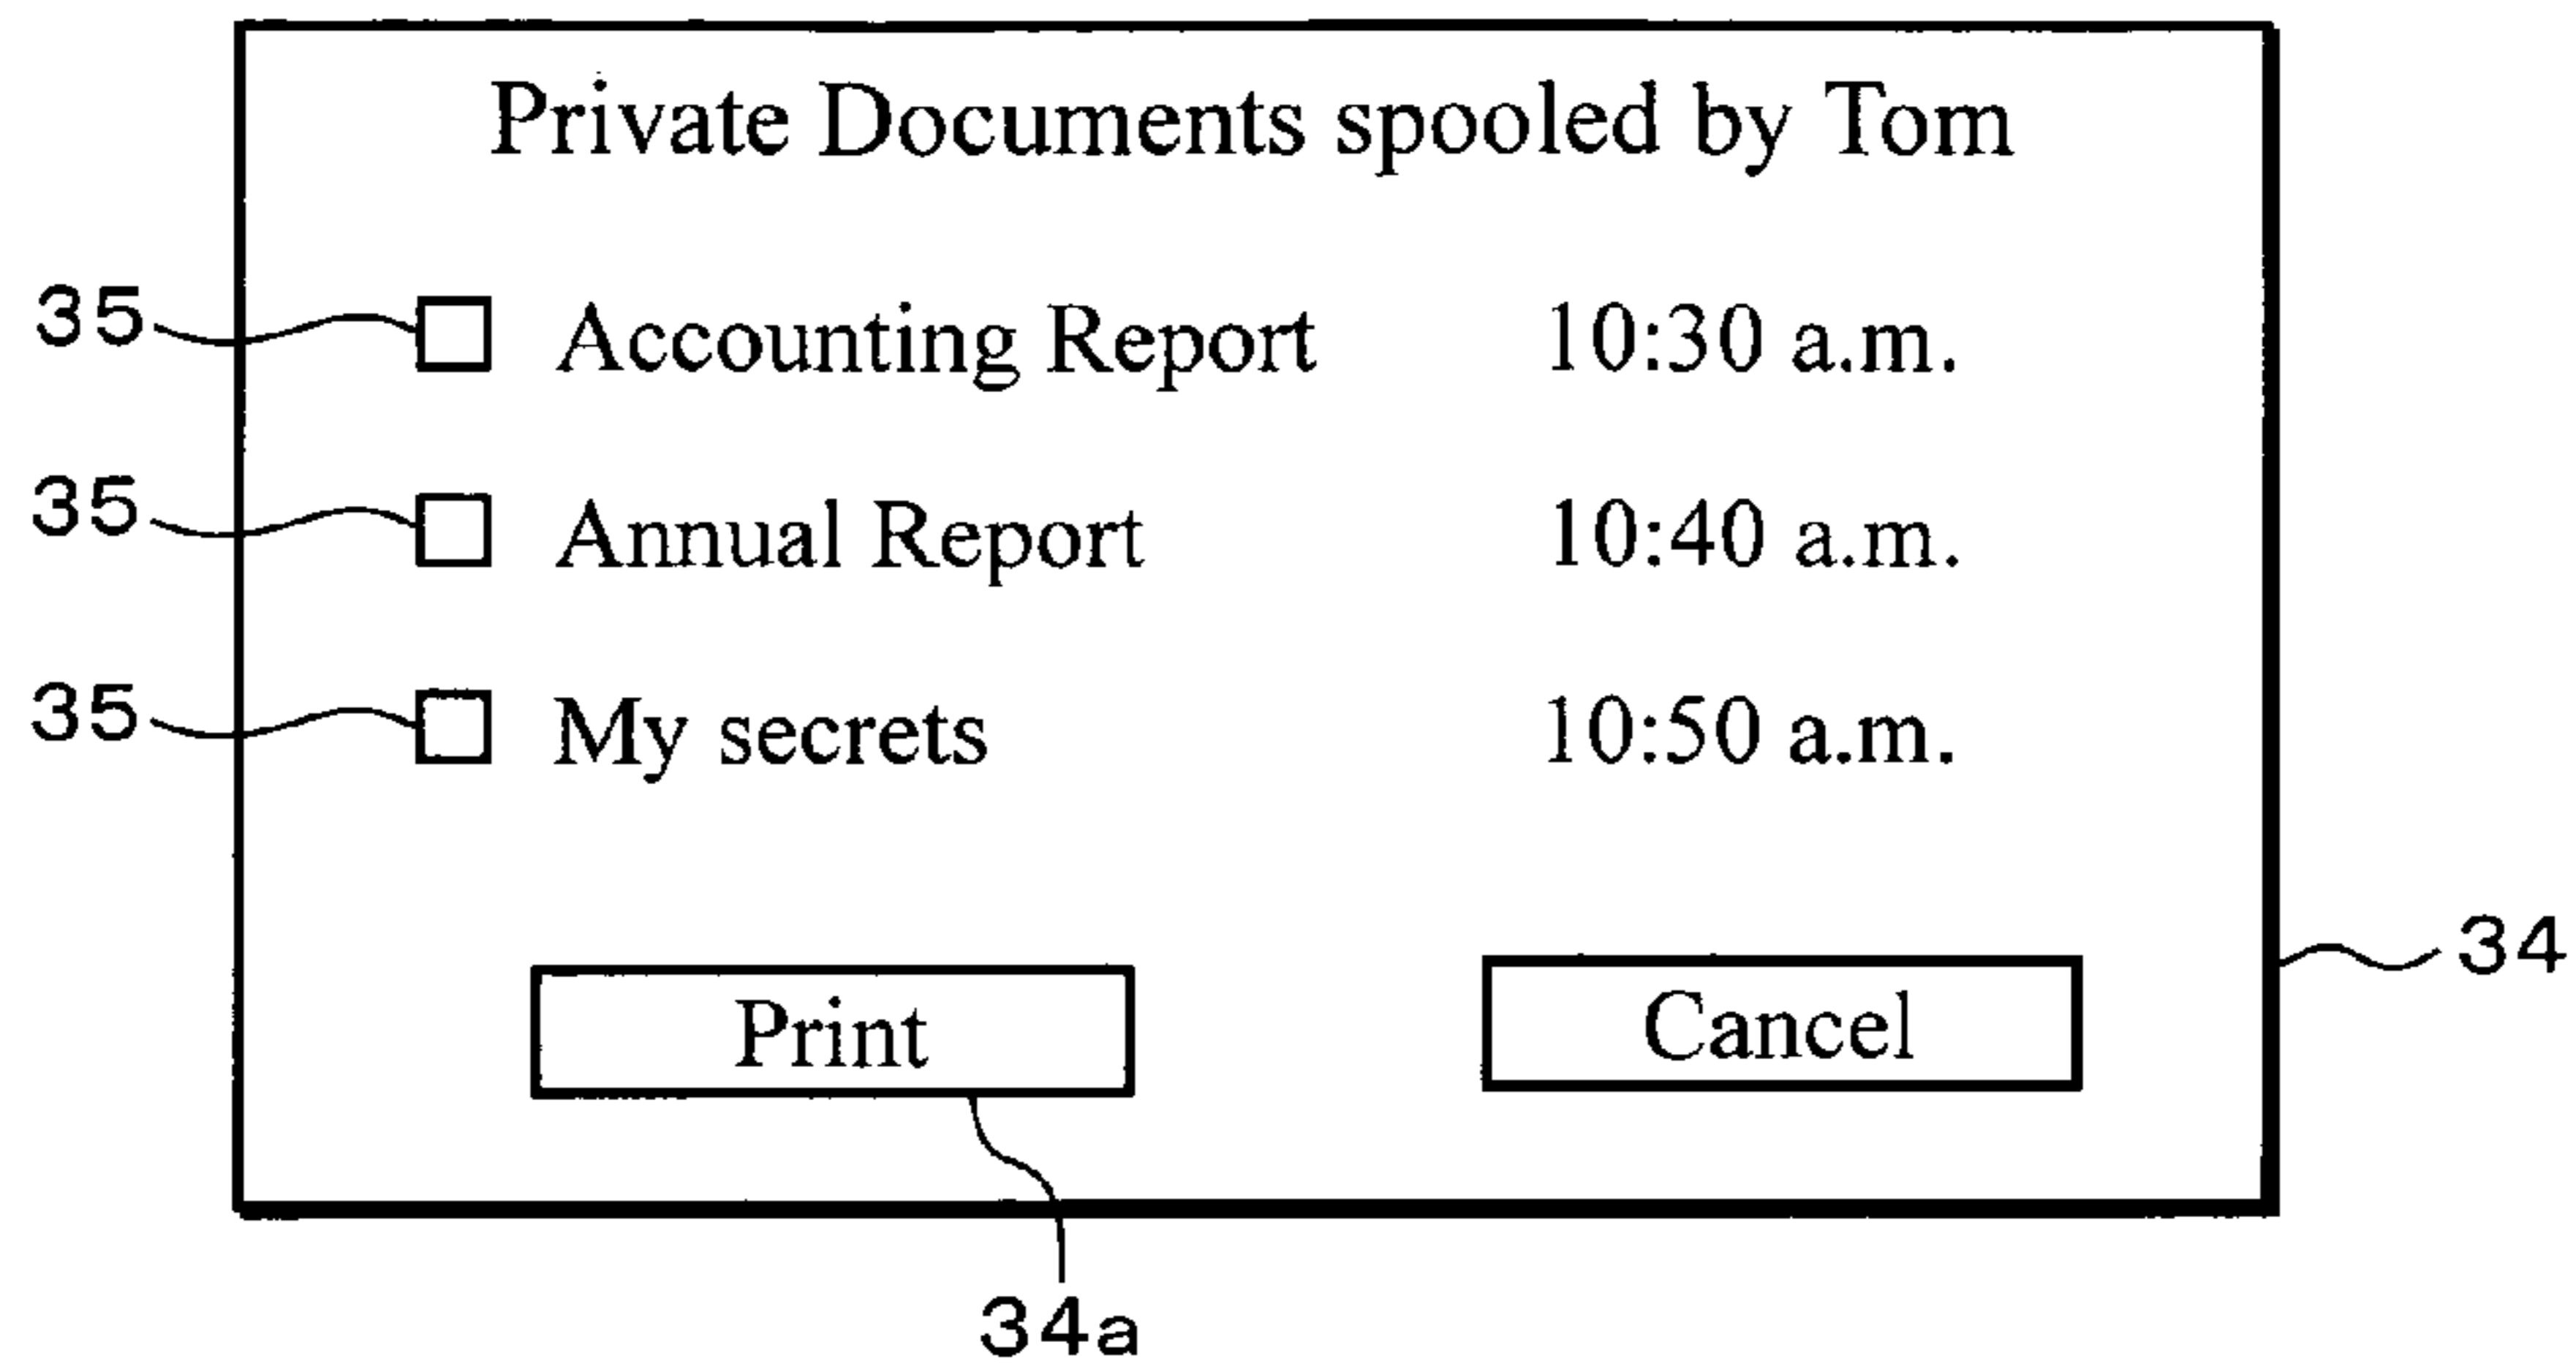 Private Documents spooled by Tom
35 Accounting Report 10:30 a.m.
35 Annual Report 10:40 a.m.
35 My secrets 10:50 a.m.
34
Print Cancel
34a